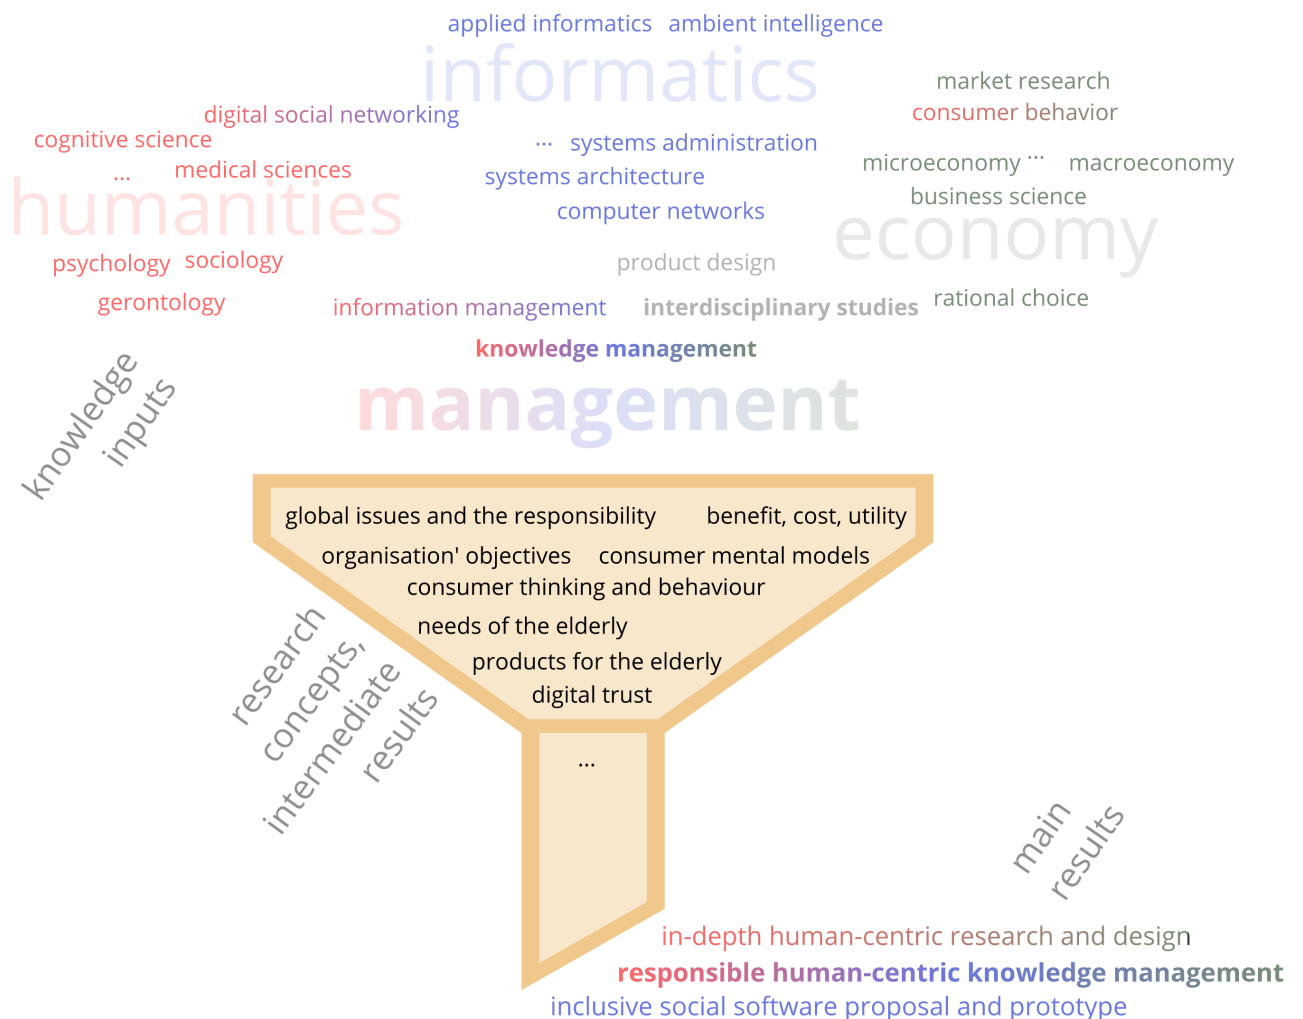 applied informatics ambient intelligence
informatics
market research
digital social networking
consumer behavior
cognitive science
... systems administration
medical sciences
...
microeconomy ... macroeconomy
systems architecture
humanities
business science
computer networks
economy
psychology sociology
product design
gerontology
information management
interdisciplinary studies
rational choice
knowledge management
management
knowledge
inputs
global issues and the responsibility benefit, cost, utility
organisation' objectives consumer mental models
consumer thinking and behaviour
needs of the elderly
products for the elderly
digital trust
...
research
concepts,
intermediate
results
main
results
in-depth human-centric research and design
responsible human-centric knowledge management
inclusive social software proposal and prototype